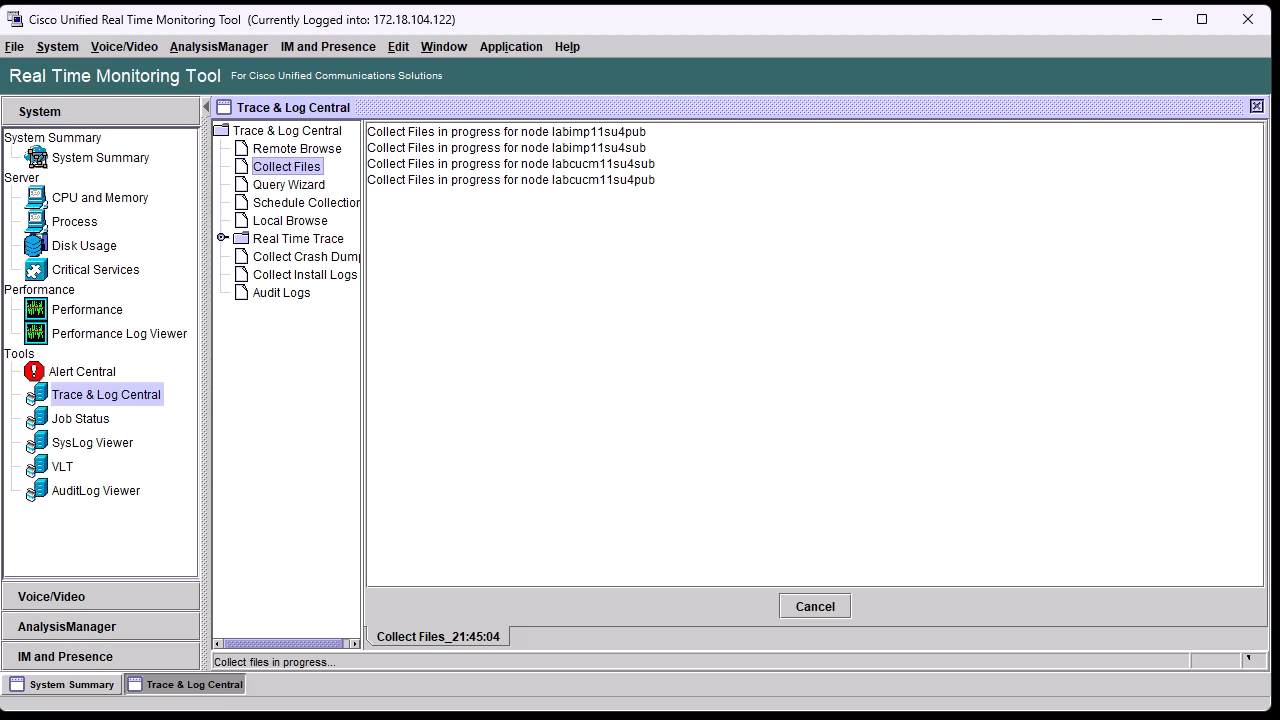 Cisco Unified Real Time Monitoring Tool (Currently Logged into: 172.18.104.122)
File System Voice/Video AnalysisManager IM and Presence Edit Window Application Help
Real Time Monitoring Tool For Cisco Unified Communications Solutions
System
System Summary
System Summary
Server
CPU and Memory
Process
Disk Usage
Critical Services
Performance
Performance
Performance Log Viewer
Tools
Alert Central
Trace & Log Central
Job Status
SysLog Viewer
VLT
AuditLog Viewer
Voice/Video
AnalysisManager
IM and Presence
Trace & Log Central
Trace & Log Central
Remote Browse
Collect Files
Query Wizard
Schedule Collection
Local Browse
Real Time Trace
Collect Crash Dum
Collect Install Logs
Audit Logs
Collect Files in progress for node labimp11su4pub
Collect Files in progress for node labimp11su4sub
Collect Files in progress for node labcucm11su4sub
Collect Files in progress for node labcucm11su4pub
Cancel
Collect Files_21:45:04
Collect files in progress...
System Summary Trace & Log Central